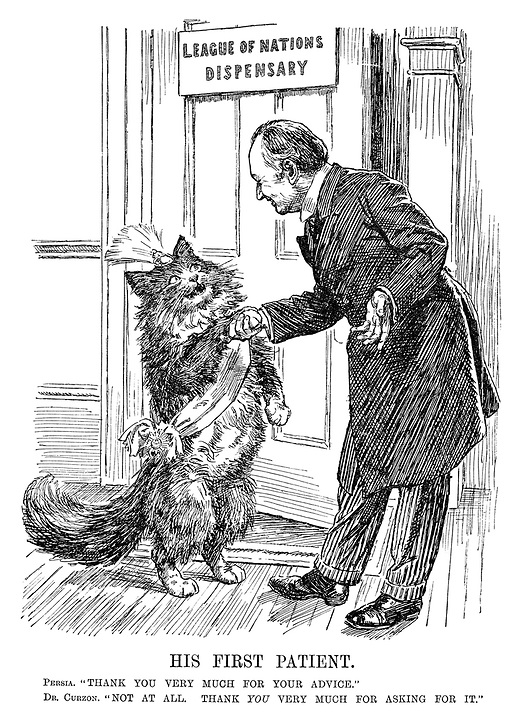 LEAGUE OF NATIONS
DISPENSARY
HIS FIRST PATIENT.
PERSIA. "THANK YOU VERY MUCH FOR YOUR ADVICE."
DR. CURZON. "NOT AT ALL. THANK YOU VERY MUCH FOR ASKING FOR IT."